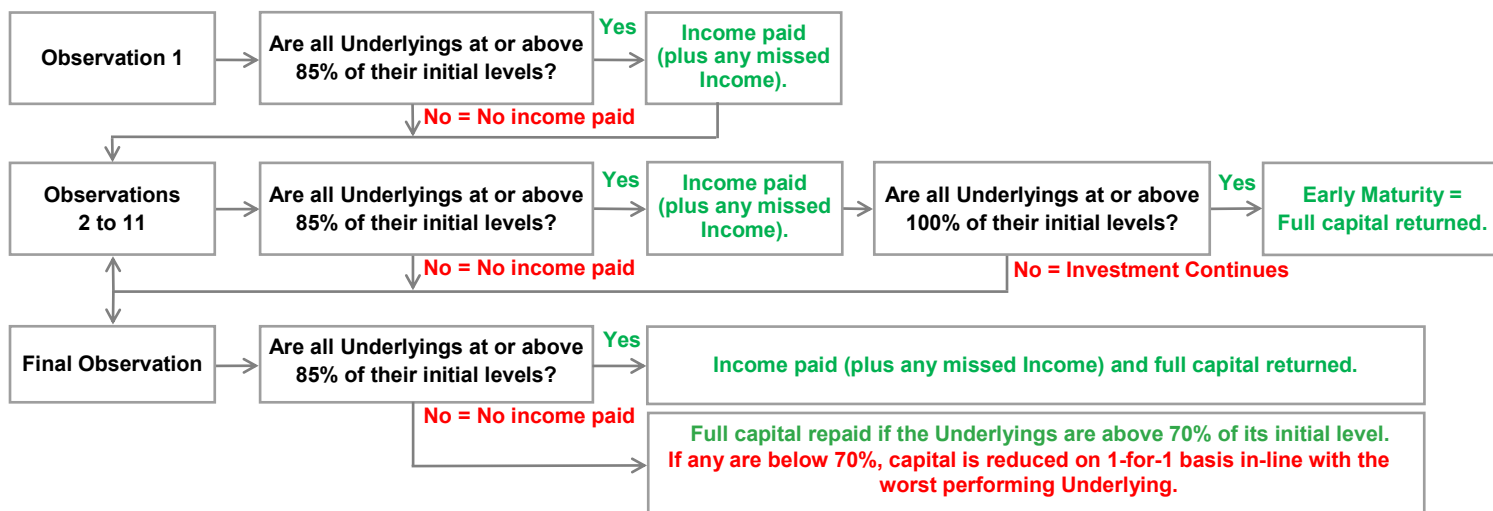 Observation 1
Are all Underlyings at or above
85% of their initial levels?
Yes
Income paid
(plus any missed
Income).
No = No income paid
Observations
2 to 11
Are all Underlyings at or above
85% of their initial levels?
Yes
Income paid
(plus any missed
Income).
Are all Underlyings at or above
100% of their initial levels?
Yes
Early Maturity =
Full capital returned.
No = No income paid
No = Investment Continues
Final Observation
Are all Underlyings at or above
85% of their initial levels?
Yes
Income paid (plus any missed Income) and full capital returned.
No = No income paid
Full capital repaid if the Underlyings are above 70% of its initial level.
If any are below 70%, capital is reduced on 1-for-1 basis in-line with the
worst performing Underlying.